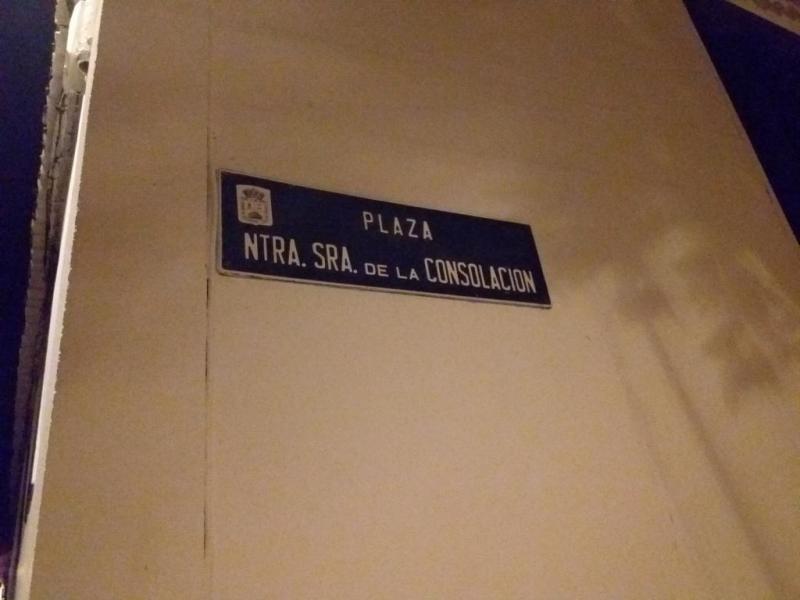 PLAZA
NTRA. SRA. DE LA CONSOLACION